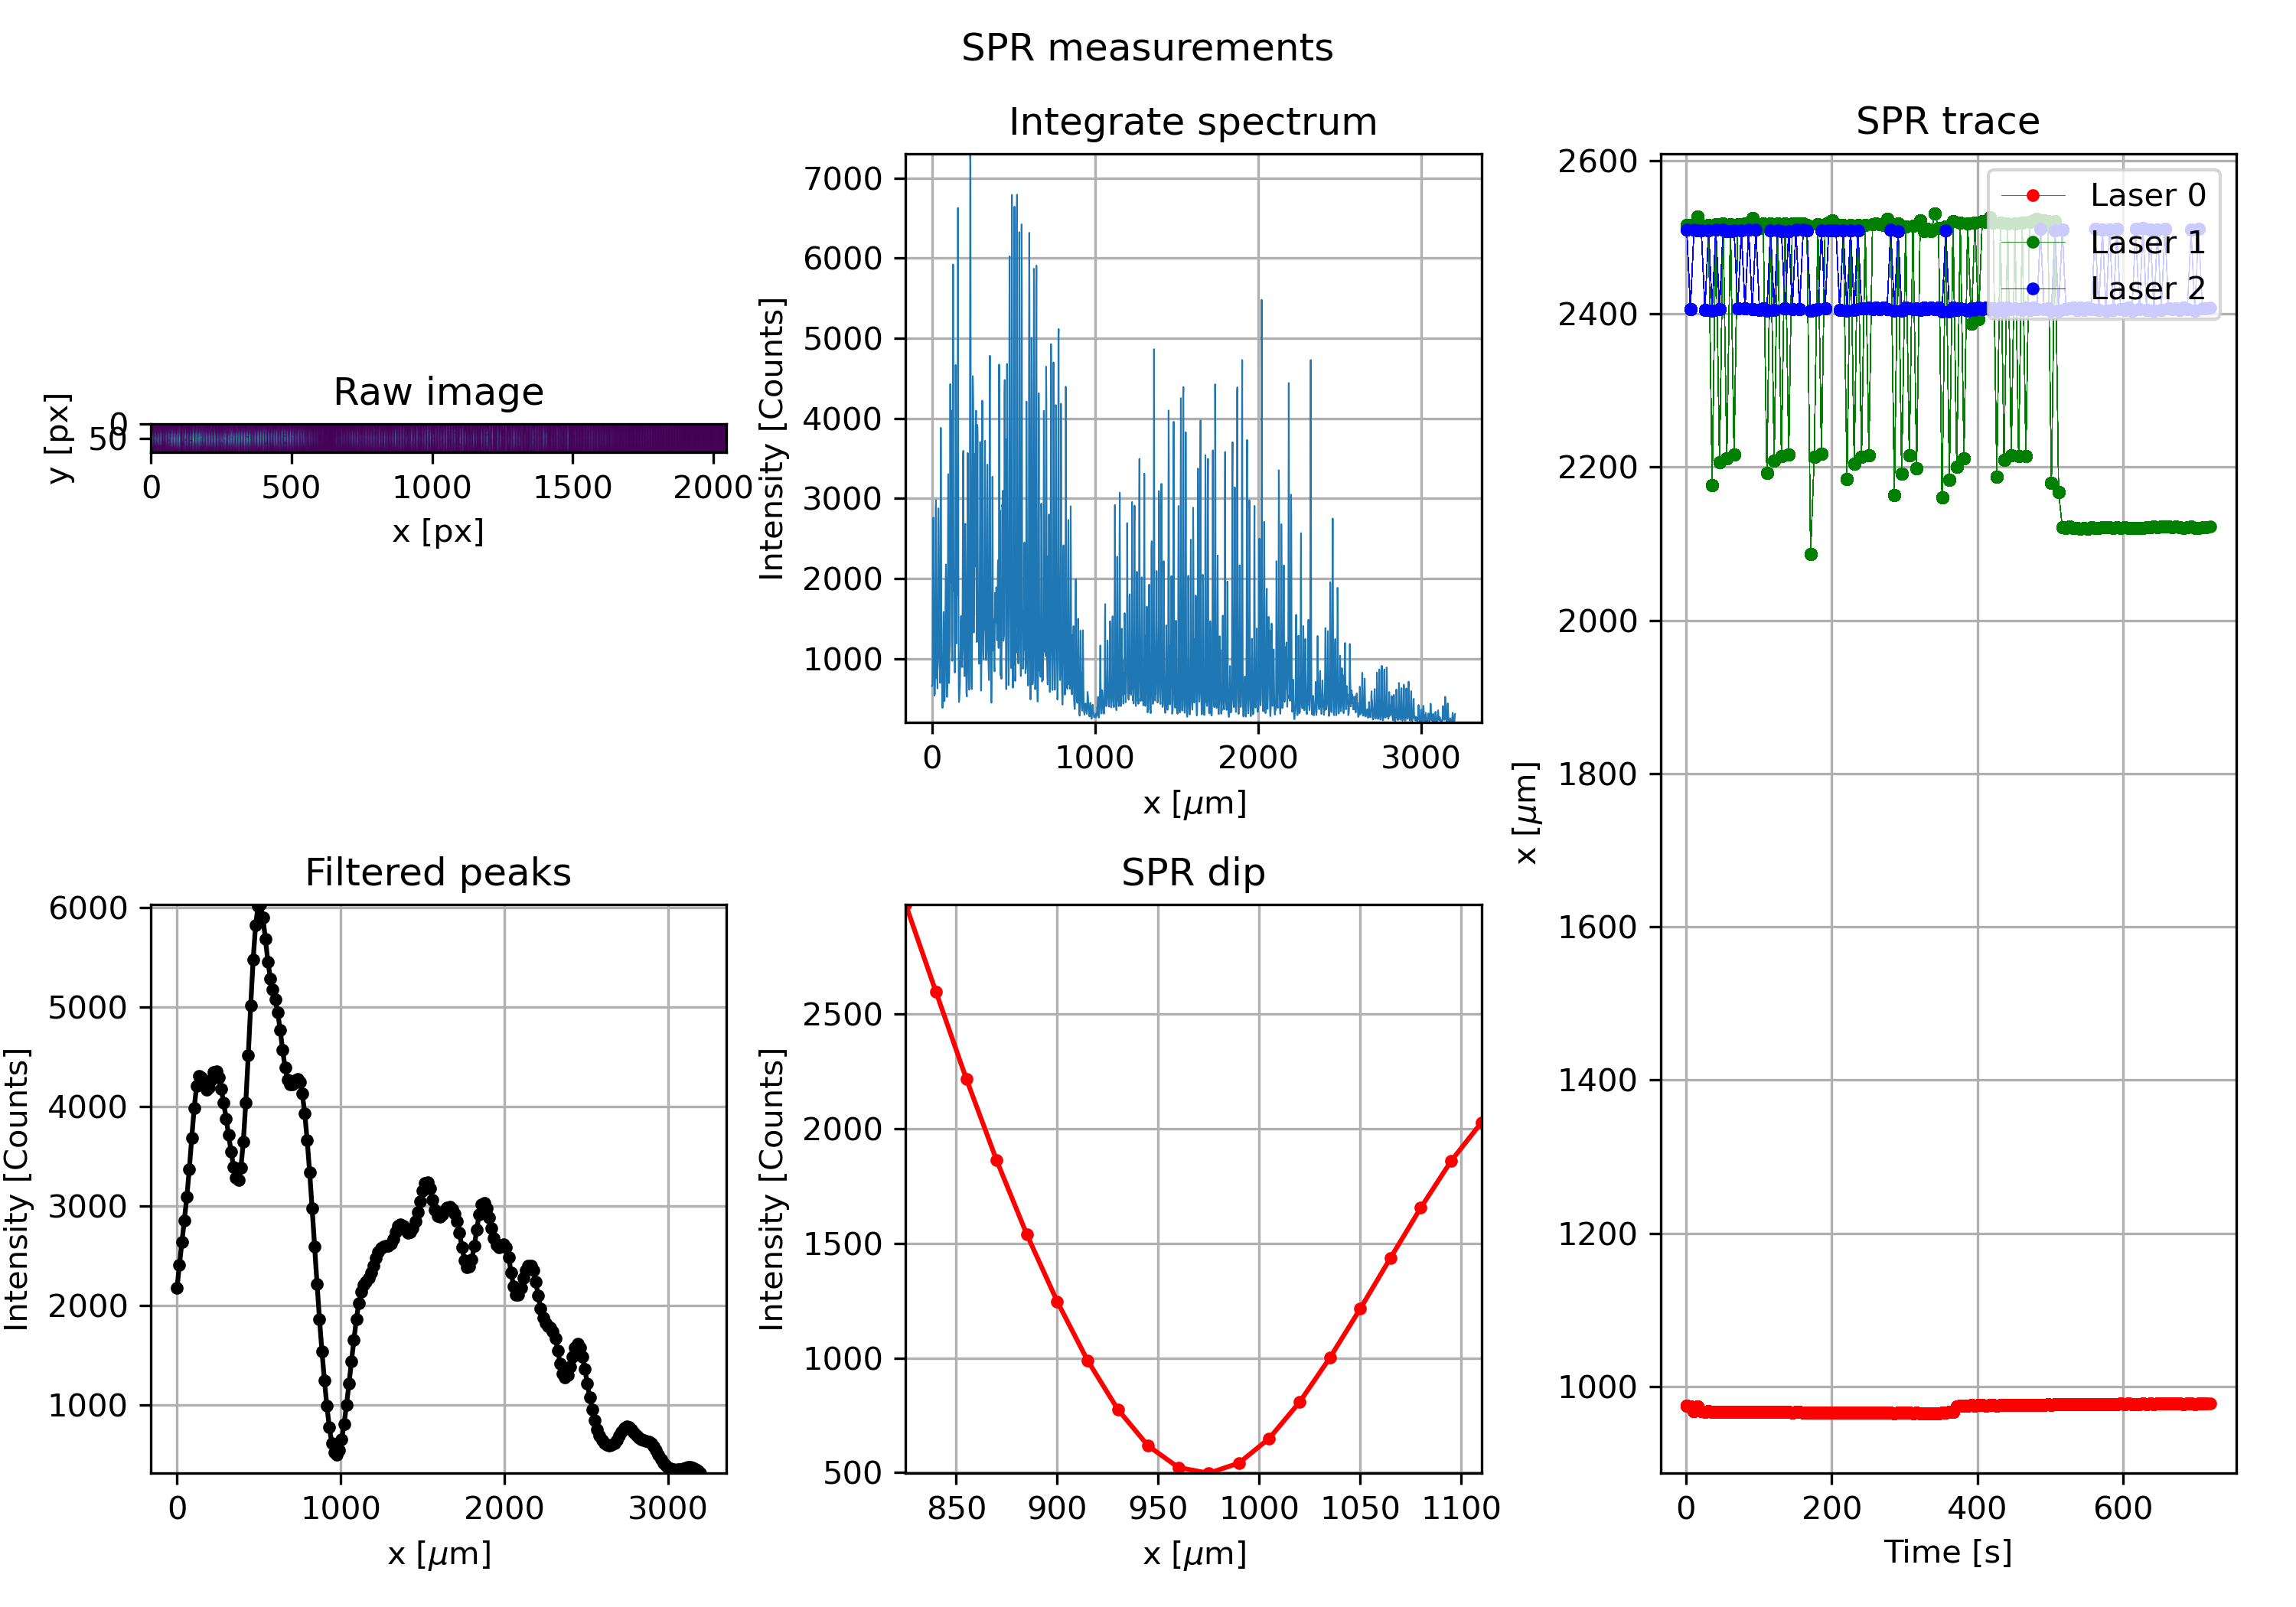 SPR measurements
Raw image
y [px]
0
50
0 500 1000 1500 2000
x [px]
Integrate spectrum
Intensity [Counts]
7000
6000
5000
4000
3000
2000
1000
0 1000 2000 3000
x [μm]
SPR trace
x [μm]
2600
2400
2200
2000
1800
1600
1400
1200
1000
Laser 0
Laser 1
Laser 2
0 200 400 600
Time [s]
Filtered peaks
Intensity [Counts]
6000
5000
4000
3000
2000
1000
0 1000 2000 3000
x [μm]
SPR dip
Intensity [Counts]
2500
2000
1500
1000
500
850 900 950 1000 1050 1100
x [μm]